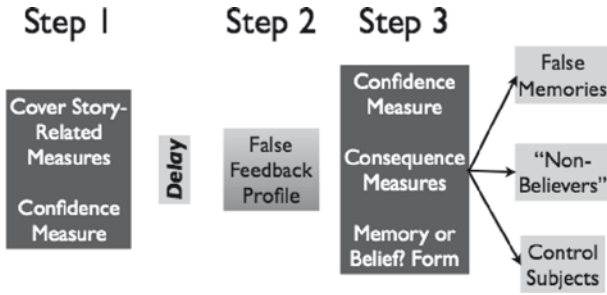 Step 1
Step 2
Step 3
Cover Story-
Related
Measures
Confidence
Measure
Delay
False
Feedback
Profile
Confidence
Measure
Consequence
Measures
Memory or
Belief? Form
False
Memories
“Non-
Believers”
Control
Subjects